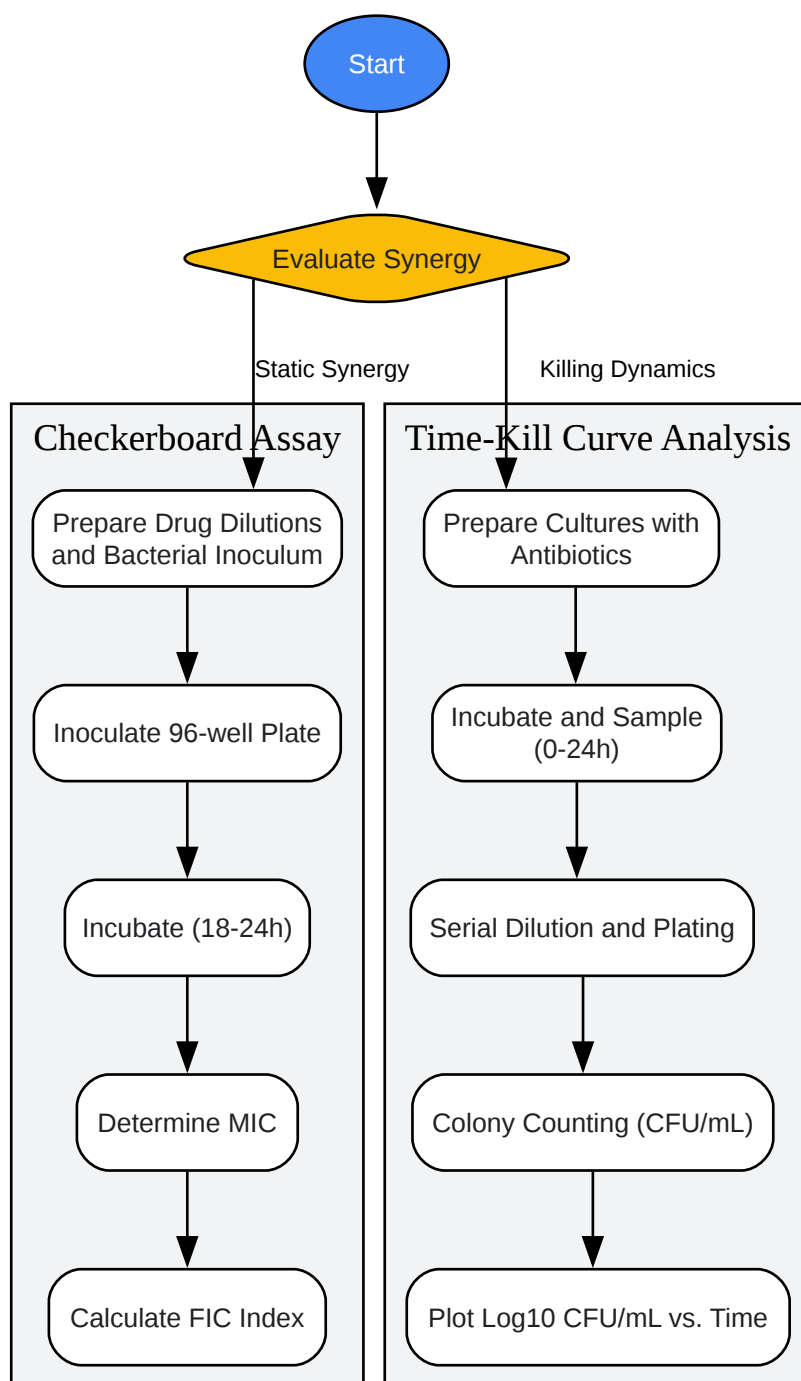 Start
Evaluate Synergy
Static Synergy
Killing Dynamics
Checkerboard Assay
Prepare Drug Dilutions
and Bacterial Inoculum
Inoculate 96-well Plate
Incubate (18-24h)
Determine MIC
Calculate FIC Index
Time-Kill Curve Analysis
Prepare Cultures with
Antibiotics
Incubate and Sample
(0-24h)
Serial Dilution and Plating
Colony Counting (CFU/mL)
Plot Log10 CFU/mL vs. Time